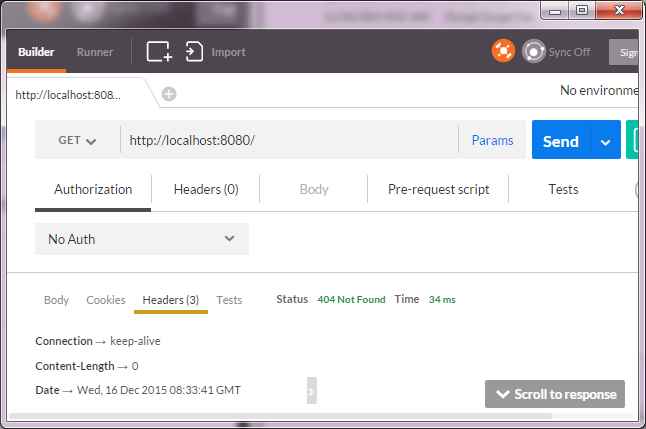 Builder Runner Import Sync Off Sign
http://localhost:808... No environme
GET http://localhost:8080/ Params Send
Authorization Headers (0) Body Pre-request script Tests
No Auth
Body Cookies Headers (3) Tests Status 404 Not Found Time 34 ms
Connection → keep-alive
Content-Length → 0
Date → Wed, 16 Dec 2015 08:33:41 GMT
Scroll to response